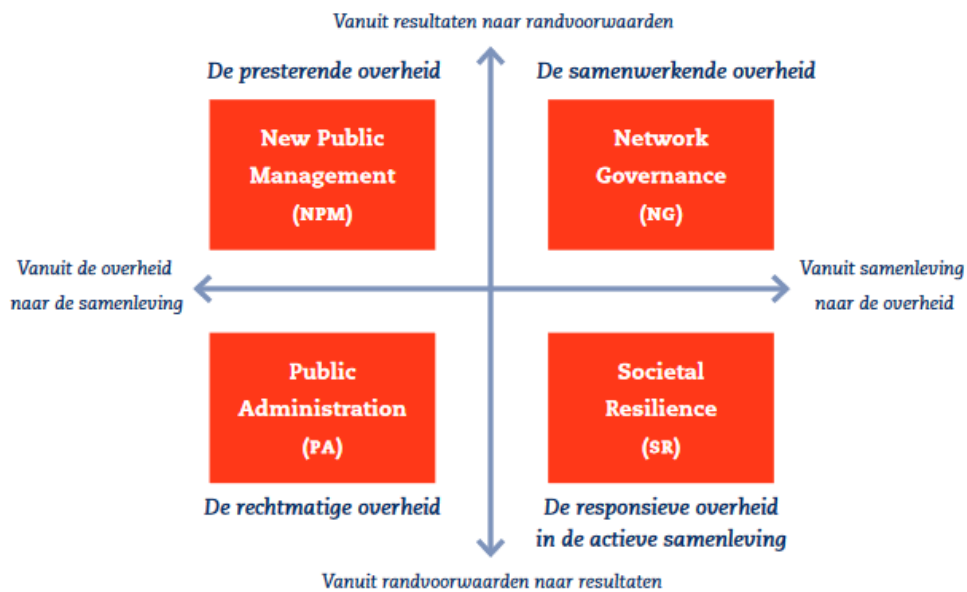 Vanuit resultaten naar randvoorwaarden
De presterende overheid
De samenwerkende overheid
New Public
Management
(NPM)
Network
Governance
(NG)
Vanuit de overheid
naar de samenleving
Vanuit samenleving
naar de overheid
Public
Administration
(PA)
Societal
Resilience
(SR)
De rechtmatige overheid
De responsieve overheid
in de actieve samenleving
Vanuit randvoorwaarden naar resultaten